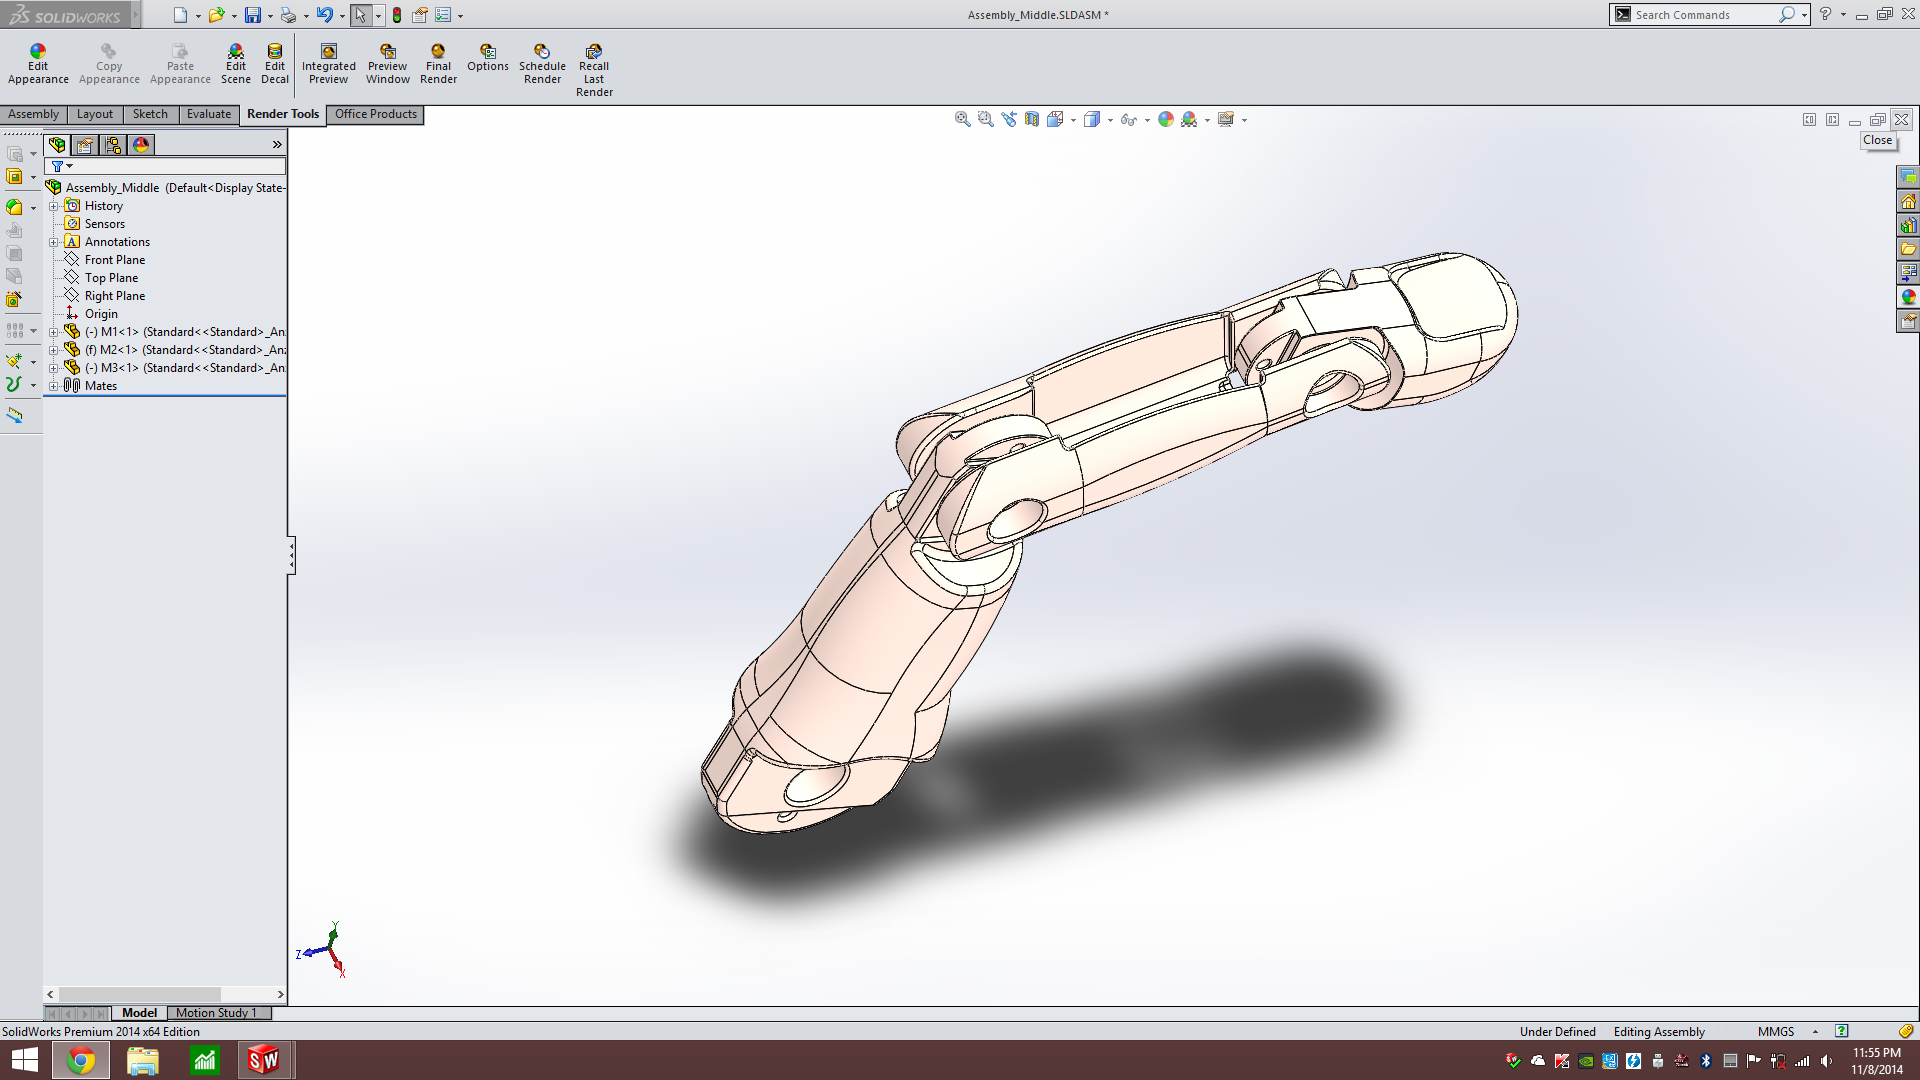 SOLIDWORKS
Assembly_Middle.SLDASM *
Search Commands
Edit Appearance
Copy Appearance
Paste Appearance
Edit Scene
Edit Decal
Integrated Preview
Preview Window
Final Render
Options
Schedule Render
Recall Last Render
Assembly
Layout
Sketch
Evaluate
Render Tools
Office Products
Close
Assembly_Middle (Default<Display State-
History
Sensors
Annotations
Front Plane
Top Plane
Right Plane
Origin
(-) M1<1> (Standard<<Standard>_An
(f) M2<1> (Standard<<Standard>_An
(-) M3<1> (Standard<<Standard>_An
Mates
Y
Z
X
Model
Motion Study 1
SolidWorks Premium 2014 x64 Edition
Under Defined
Editing Assembly
MMGS
SW
11:55 PM
11/8/2014